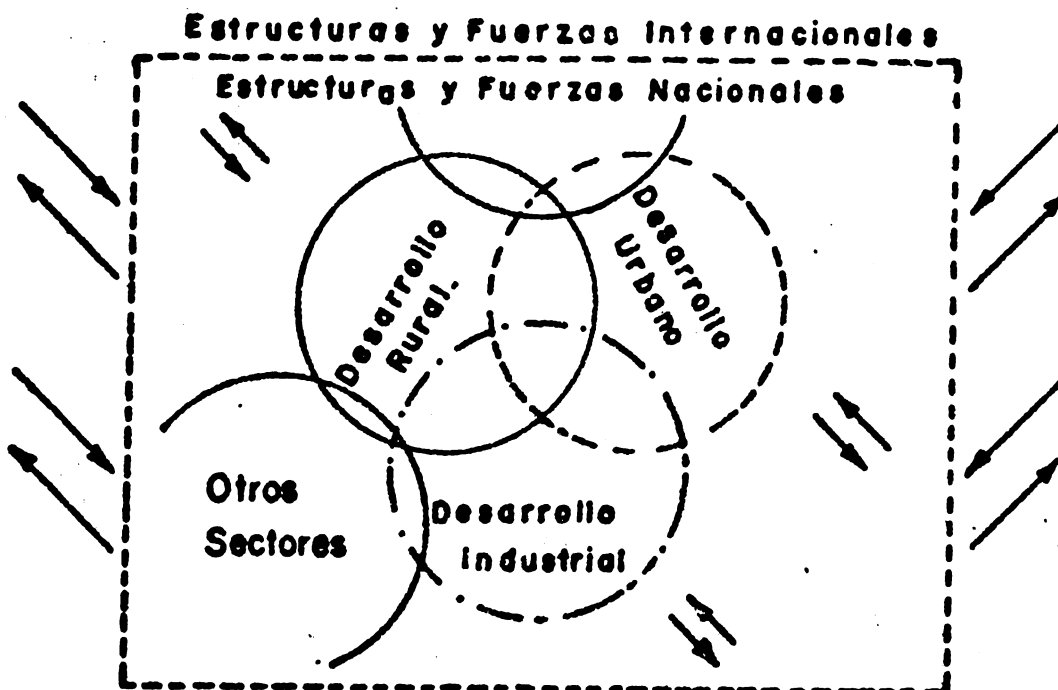 Estructuras y Fuerzas Internacionales
Estructuras y Fuerzas Nacionales
Desarrollo
Rural.
Desarrollo
Urbano
Otros
Sectores
Desarrollo
Industrial